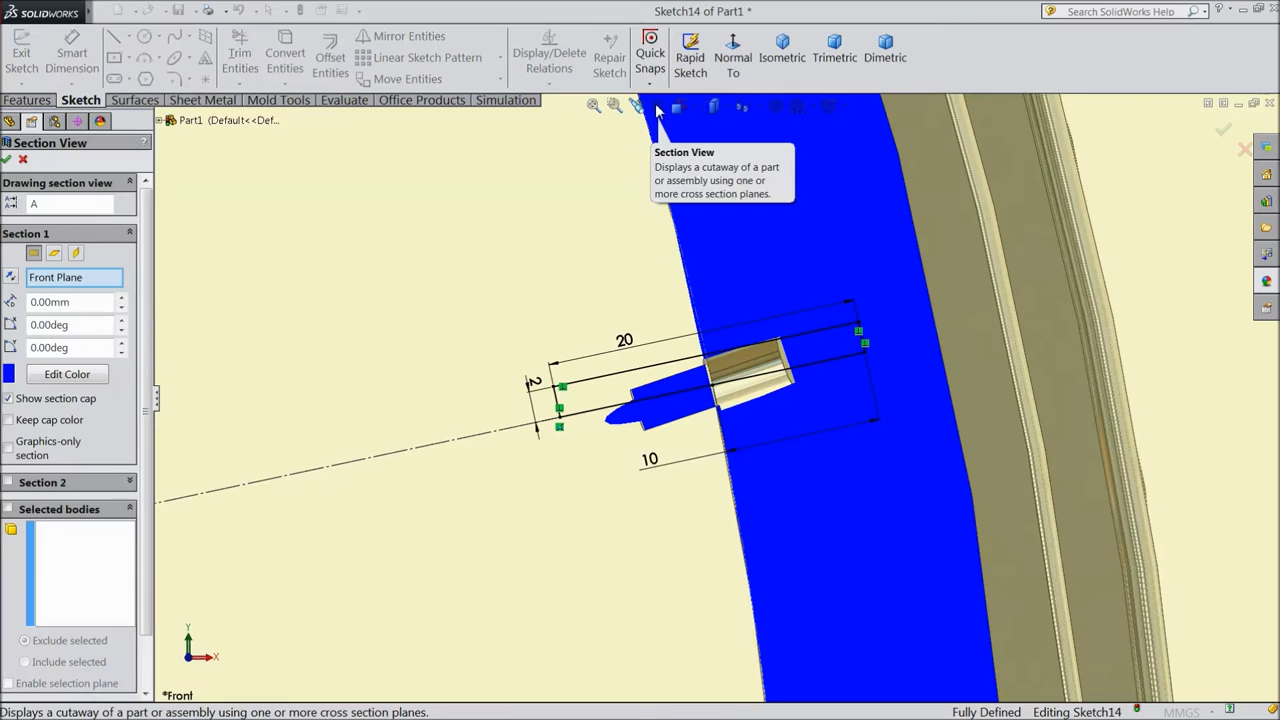 SOLIDWORKS
Sketch14 of Part1 *
Search SolidWorks Help
Exit Sketch
Smart Dimension
Trim Entities
Convert Entities
Offset Entities
Mirror Entities
Linear Sketch Pattern
Move Entities
Display/Delete Relations
Repair Sketch
Quick Snaps
Rapid Sketch
Normal To
Isometric
Trimetric
Dimetric
Features
Sketch
Surfaces
Sheet Metal
Mold Tools
Evaluate
Office Products
Simulation
Part1 (Default<<Def...
Section View
?
Section View
Displays a cutaway of a part
or assembly using one or
more cross section planes.
Drawing section view
A
Section 1
Front Plane
0.00mm
0.00deg
0.00deg
Edit Color
Show section cap
Keep cap color
Graphics-only
section
Section 2
Selected bodies
Exclude selected
Include selected
Enable selection plane
20
2
10
Y
X
*Front
Displays a cutaway of a part or assembly using one or more cross section planes.
Fully Defined
Editing Sketch14
MMGS